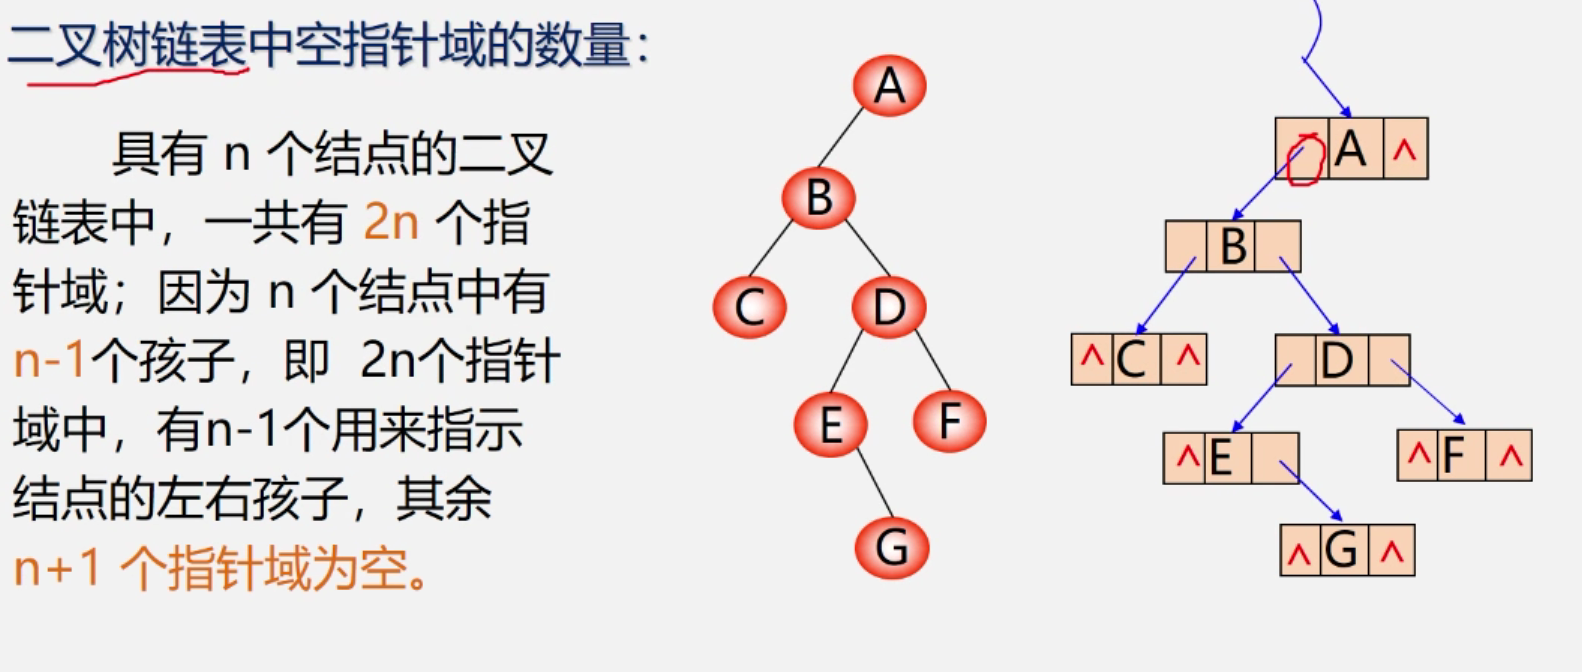 二叉树链表中空指针域的数量：
具有 n 个结点的二叉
链表中，一共有 2n 个指
针域；因为 n 个结点中有
n-1个孩子，即 2n个指针
域中，有n-1个用来指示
结点的左右孩子，其余
n+1 个指针域为空。
A
B
C D
E F
G
A ^
B
^ C ^ D
^ E ^ F ^
^ G ^